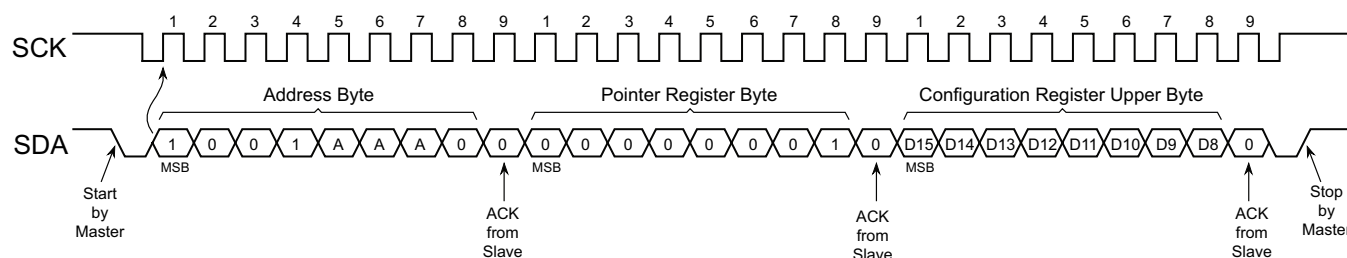 1 2 3 4 5 6 7 8 9 1 2 3 4 5 6 7 8 9 1 2 3 4 5 6 7 8 9
SCK
Address Byte Pointer Register Byte Configuration Register Upper Byte
SDA 1 0 0 1 A A A 0 0 0 0 0 0 0 0 0 1 0 D15 D14 D13 D12 D11 D10 D9 D8 0
MSB MSB MSB
Start
by
Master
ACK
from
Slave
ACK
from
Slave
ACK
from
Slave
Stop
by
Master